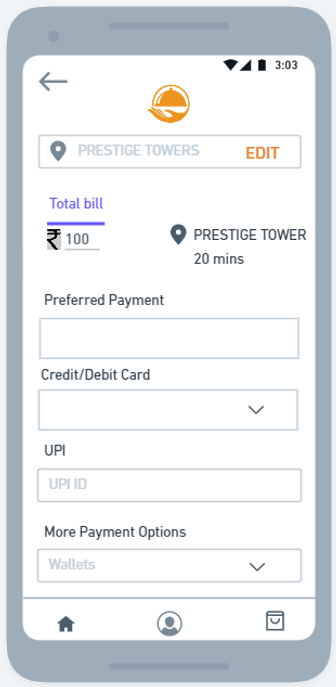 3:03
PRESTIGE TOWERS EDIT
Total bill
₹ 100
PRESTIGE TOWER
20 mins
Preferred Payment
Credit/Debit Card
UPI
UPI ID
More Payment Options
Wallets